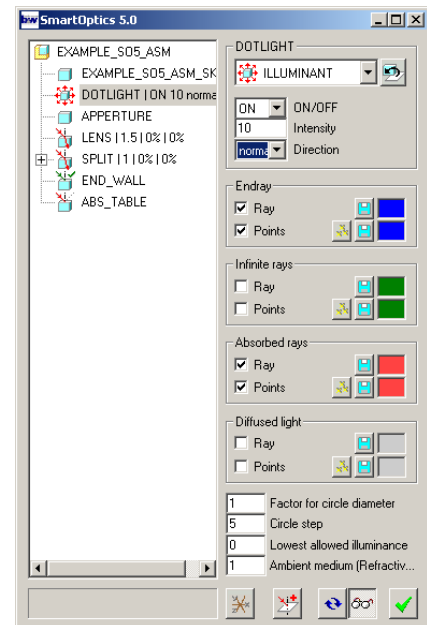 bw SmartOptics 5.0
EXAMPLE_SO5_ASM
EXAMPLE_SO5_ASM_SK
DOTLIGHT | ON 10 norma
APPERTURE
LENS | 1.5 | 0% | 0%
SPLIT | 1 | 0% | 0%
END_WALL
ABS_TABLE
DOTLIGHT
ILLUMINANT
ON ON/OFF
10 Intensity
norma Direction
Endray
Ray
Points
Infinite rays
Ray
Points
Absorbed rays
Ray
Points
Diffused light
Ray
Points
1 Factor for circle diameter
5 Circle step
0 Lowest allowed illuminance
1 Ambient medium (Refractiv...